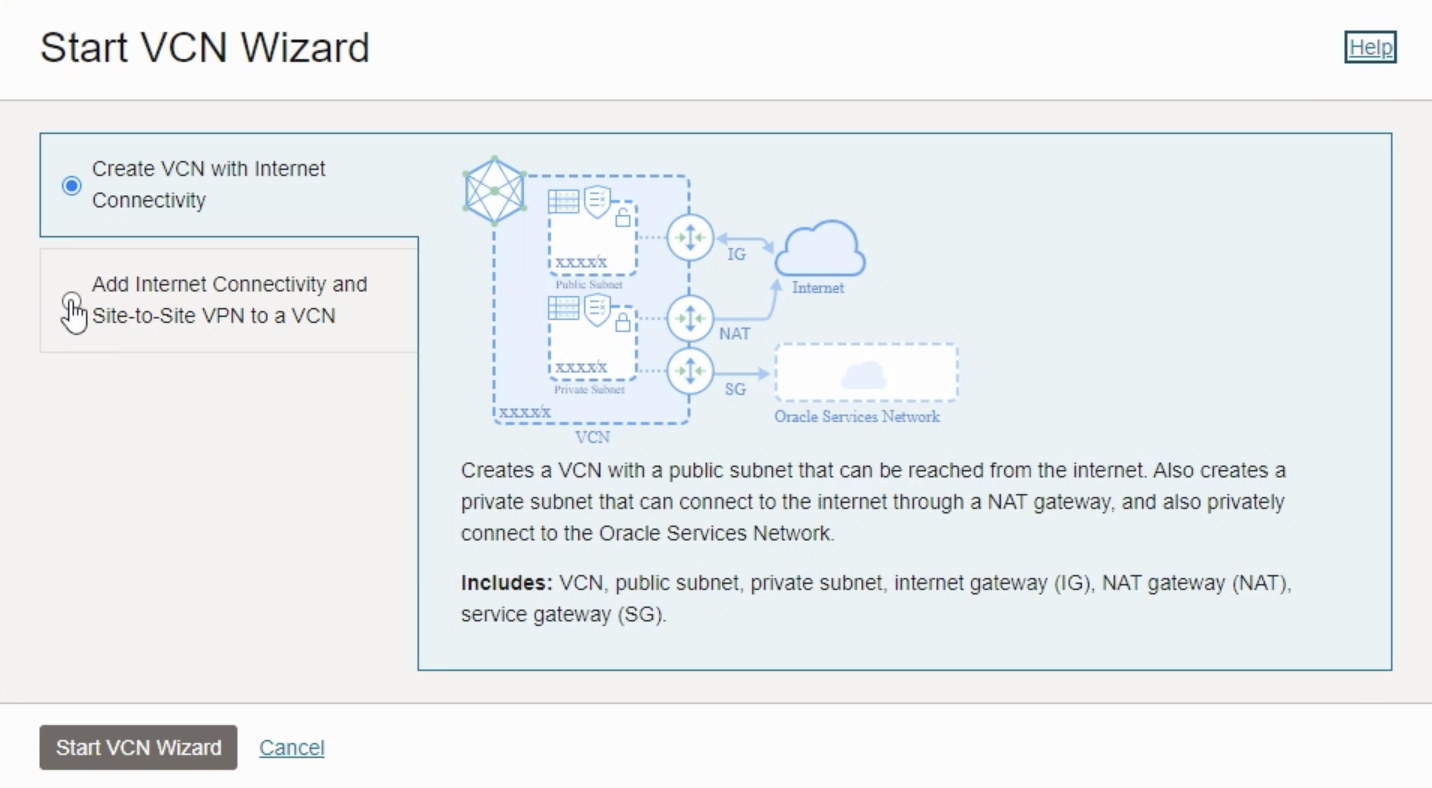 Start VCN Wizard
Help
Create VCN with Internet
Connectivity
Add Internet Connectivity and
Site-to-Site VPN to a VCN
xxxx/x
Public Subnet
xxxx/x
Private Subnet
xxxx/x
VCN
IG
Internet
NAT
SG
Oracle Services Network
Creates a VCN with a public subnet that can be reached from the internet. Also creates a
private subnet that can connect to the internet through a NAT gateway, and also privately
connect to the Oracle Services Network.
Includes: VCN, public subnet, private subnet, internet gateway (IG), NAT gateway (NAT),
service gateway (SG).
Start VCN Wizard
Cancel